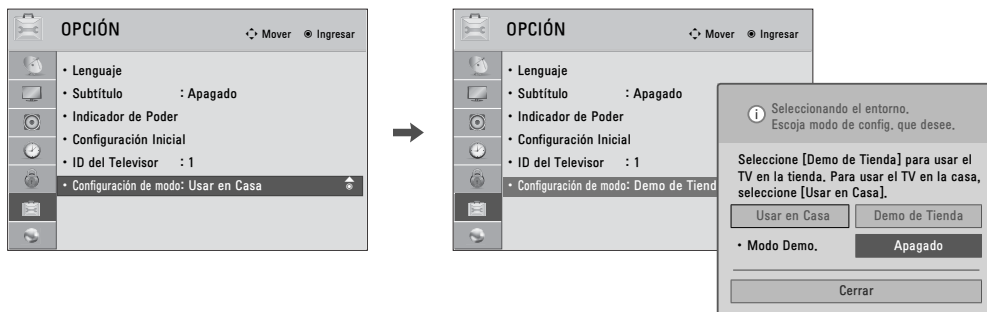 OPCIÓN
Mover Ingresar
• Lenguaje
• Subtítulo : Apagado
• Indicador de Poder
• Configuración Inicial
• ID del Televisor : 1
• Configuración de modo: Usar en Casa
OPCIÓN
Mover Ingresar
• Lenguaje
• Subtítulo : Apagado
• Indicador de Poder
• Configuración Inicial
• ID del Televisor : 1
• Configuración de modo: Demo de Tiend
Seleccionando el entorno.
Escoja modo de config. que desee.
Seleccione [Demo de Tienda] para usar el
TV en la tienda. Para usar el TV en la casa,
seleccione [Usar en Casa].
Usar en Casa Demo de Tienda
• Modo Demo. Apagado
Cerrar